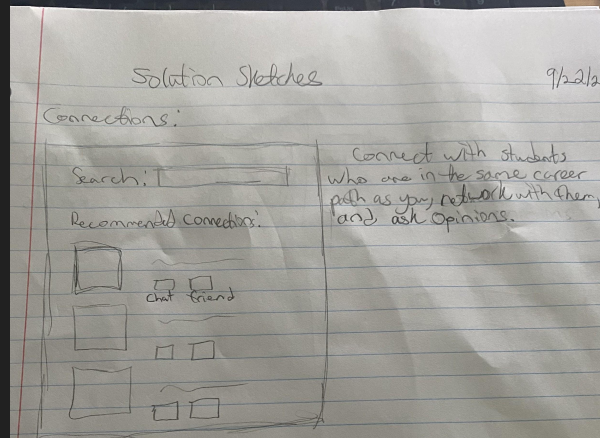 Solution Sketches
9/22/2
Connections:
Search:
Recommended connections:
chat friend
Connect with students
who are in the same career
path as you, network with them,
and ask opinions.